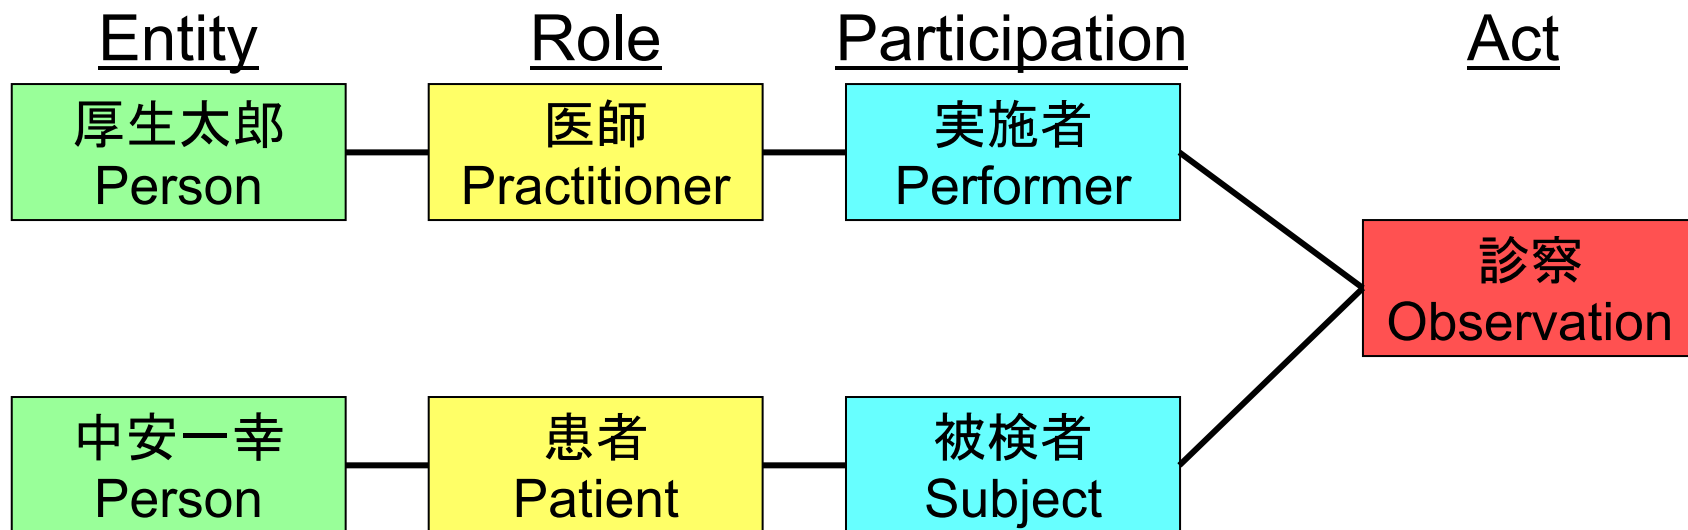 Entity
Role
Participation
Act
厚生太郎
Person
医師
Practitioner
実施者
Performer
診察
Observation
中安一幸
Person
患者
Patient
被検者
Subject